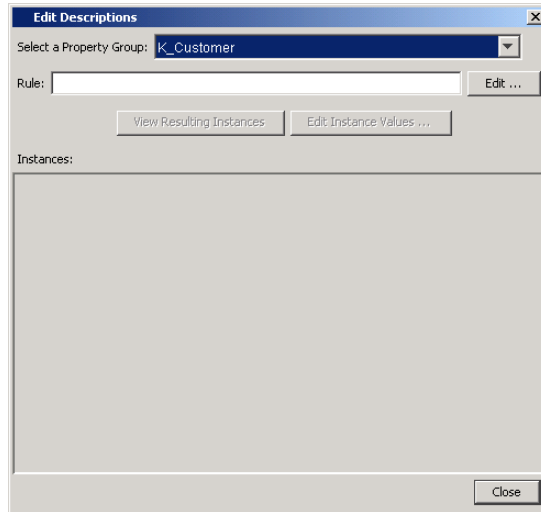 Edit Descriptions
Select a Property Group: K_Customer
Rule: Edit ...
View Resulting Instances Edit Instance Values ...
Instances:
Close